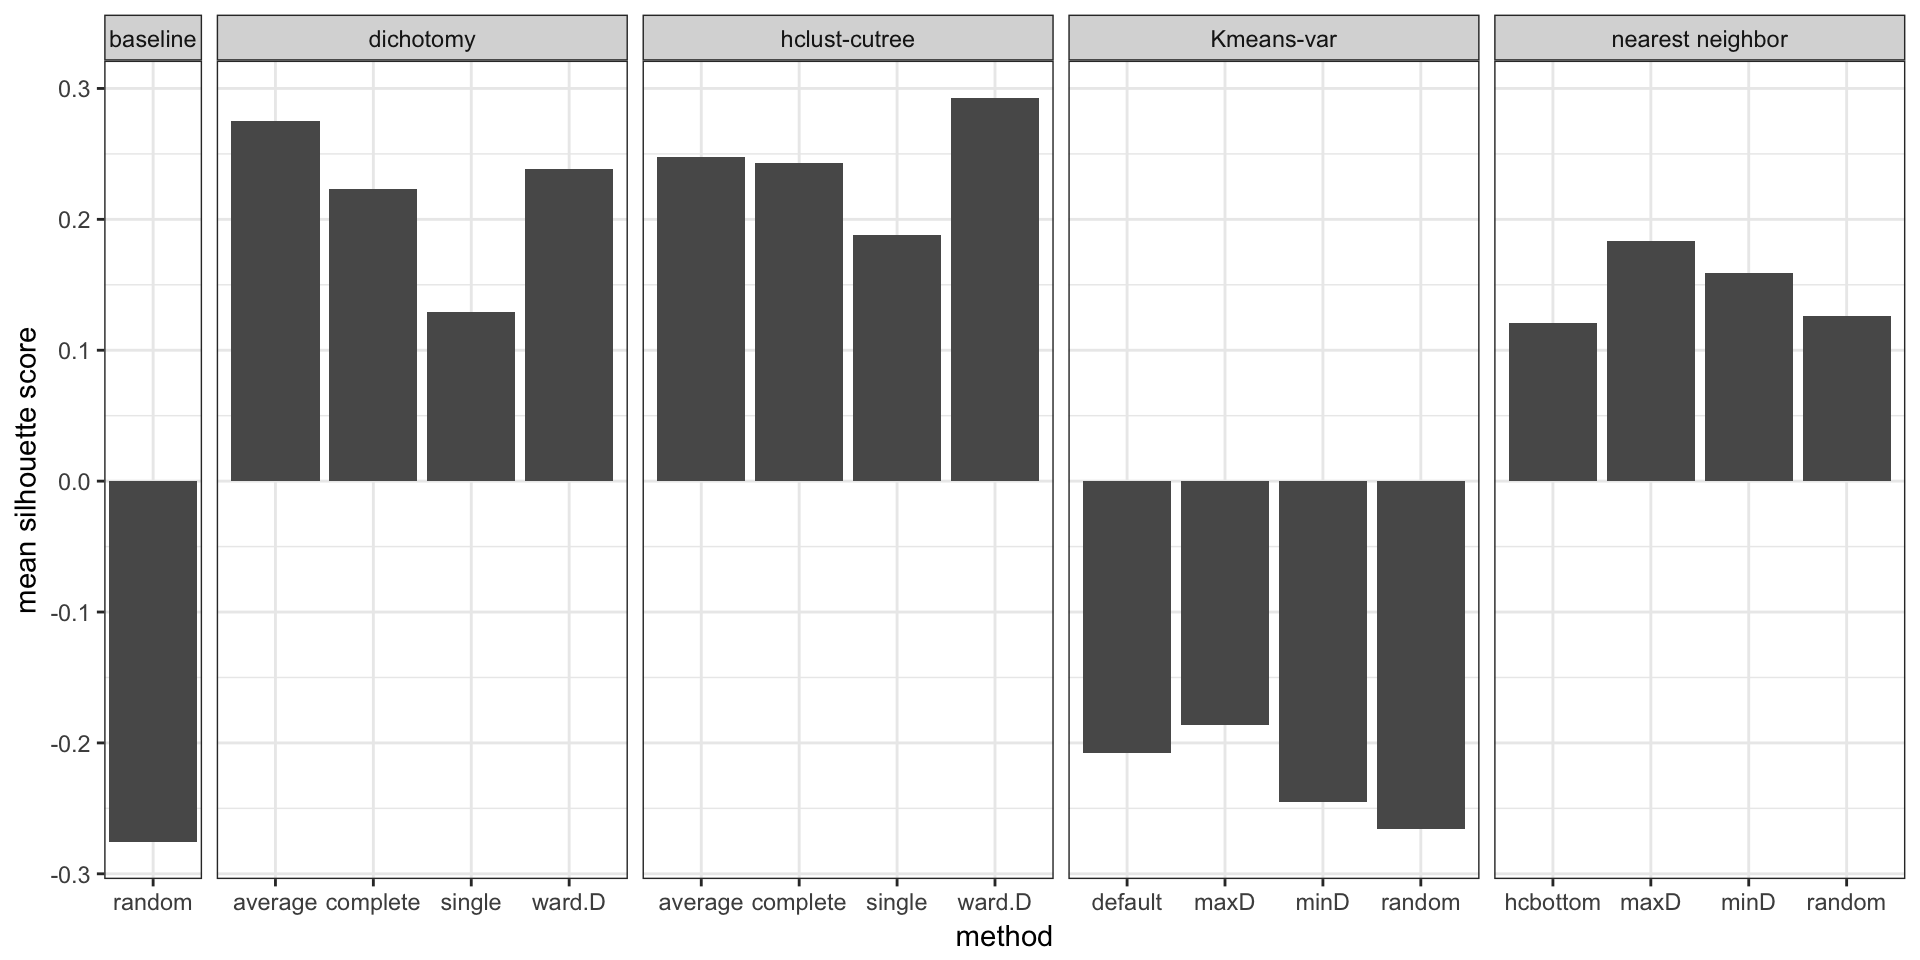 baseline
dichotomy
hclust-cutree
Kmeans-var
nearest neighbor
mean silhouette score
0.3
0.2
0.1
0.0
-0.1
-0.2
-0.3
random
average complete single ward.D
average complete single ward.D
default maxD minD random
hcbottom maxD minD random
method